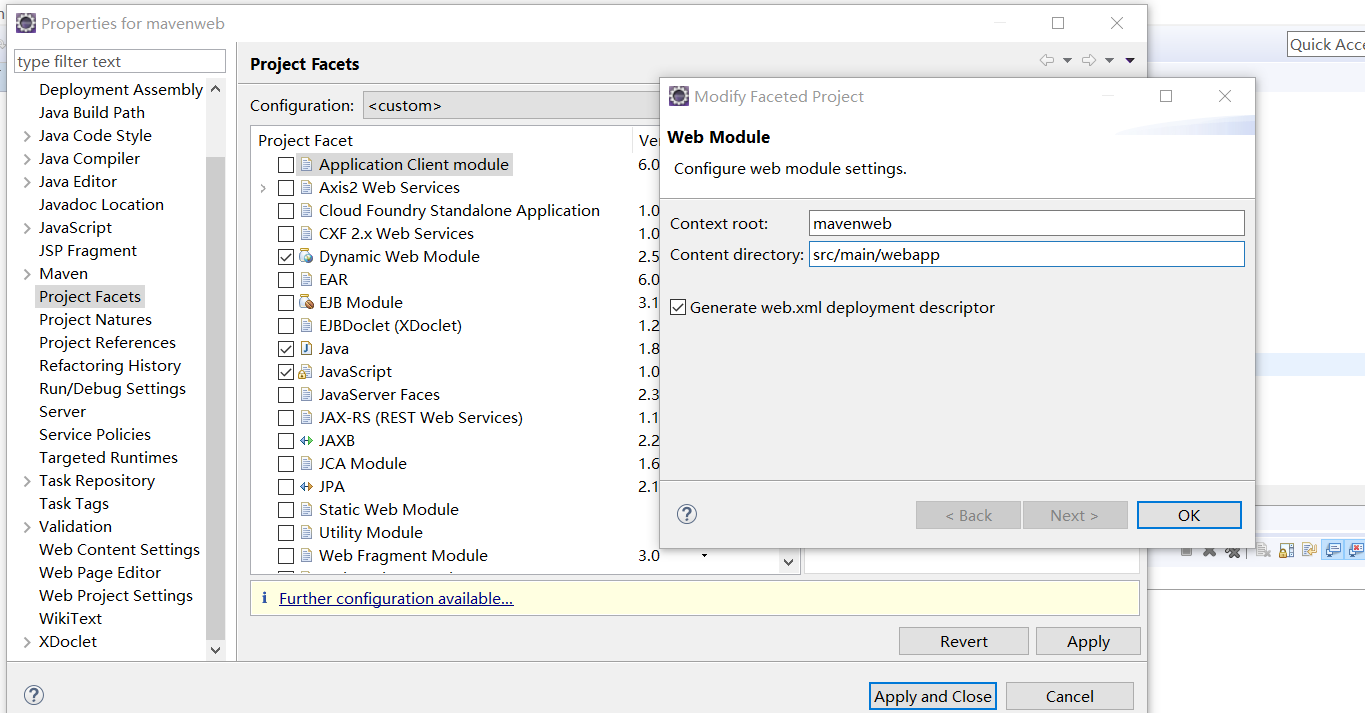 Properties for mavenweb
Quick Acce
type filter text
Deployment Assembly
Java Build Path
Java Code Style
Java Compiler
Java Editor
Javadoc Location
JavaScript
JSP Fragment
Maven
Project Facets
Project Natures
Project References
Refactoring History
Run/Debug Settings
Server
Service Policies
Targeted Runtimes
Task Repository
Task Tags
Validation
Web Content Settings
Web Page Editor
Web Project Settings
WikiText
XDoclet
Project Facets
Configuration: <custom>
Project Facet Ve
Application Client module 6.0
Axis2 Web Services
Cloud Foundry Standalone Application 1.0
CXF 2.x Web Services 1.0
Dynamic Web Module 2.5
EAR 6.0
EJB Module 3.1
EJBDoclet (XDoclet) 1.2
Java 1.8
JavaScript 1.0
JavaServer Faces 2.3
JAX-RS (REST Web Services) 1.1
JAXB 2.2
JCA Module 1.6
JPA 2.1
Static Web Module
Utility Module
Web Fragment Module 3.0
Further configuration available...
Revert Apply
Apply and Close Cancel
Modify Faceted Project
Web Module
Configure web module settings.
Context root: mavenweb
Content directory: src/main/webapp
Generate web.xml deployment descriptor
< Back Next > OK